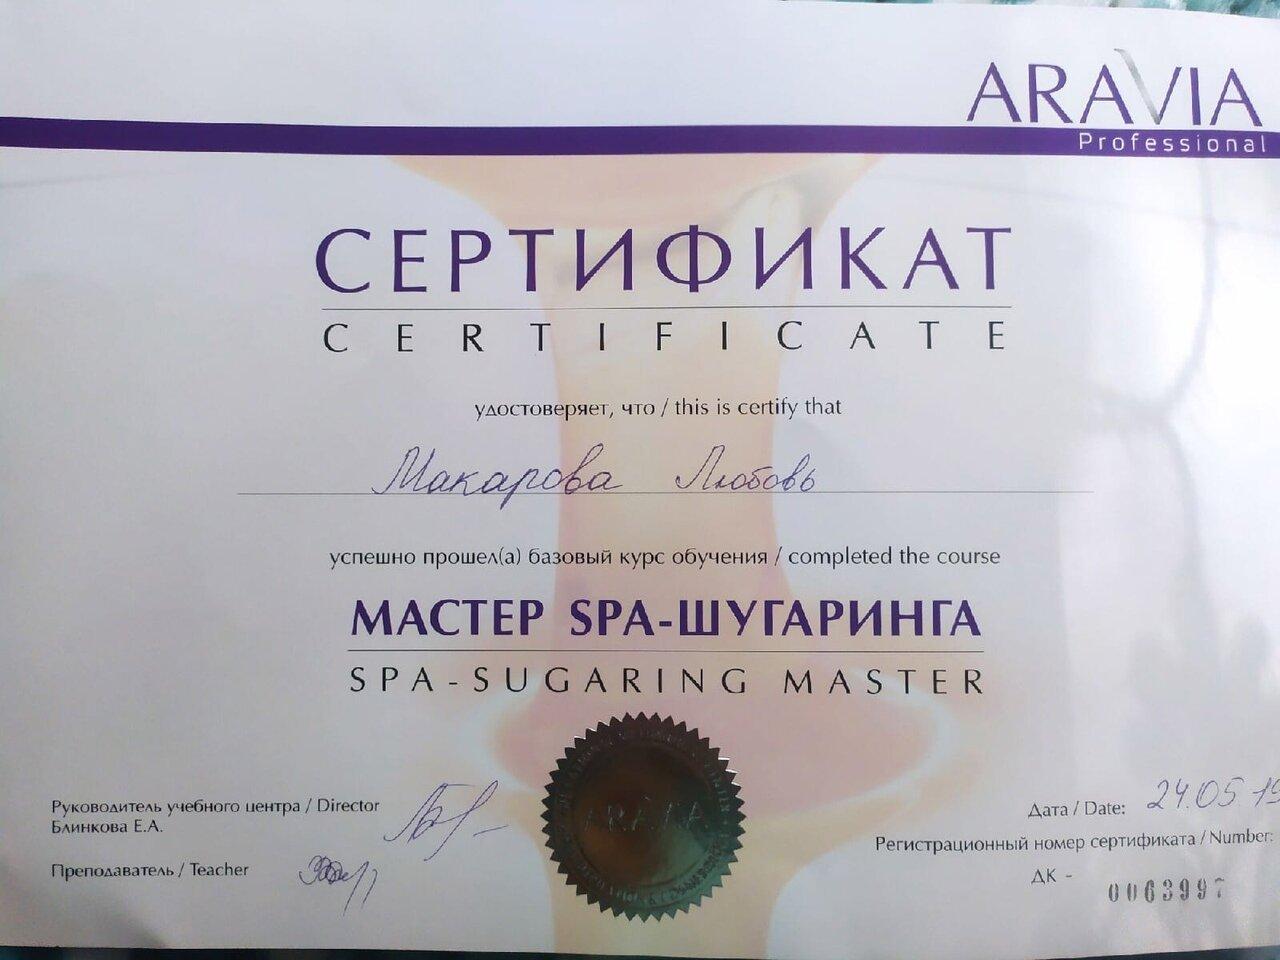 ARAVIA
Professional
СЕРТИФИКАТ
CERTIFICATE
удостоверяет, что / this is certify that
Макарова Любовь
успешно прошел(а) базовый курс обучения / completed the course
МАСТЕР SPA-ШУГАРИНГА
SPA-SUGARING MASTER
Руководитель учебного центра / Director
Блинкова Е.А.
Преподаватель / Teacher
ARAVIA
Дата / Date: 24.05.19
Регистрационный номер сертификата / Number:
ДК - 0063997